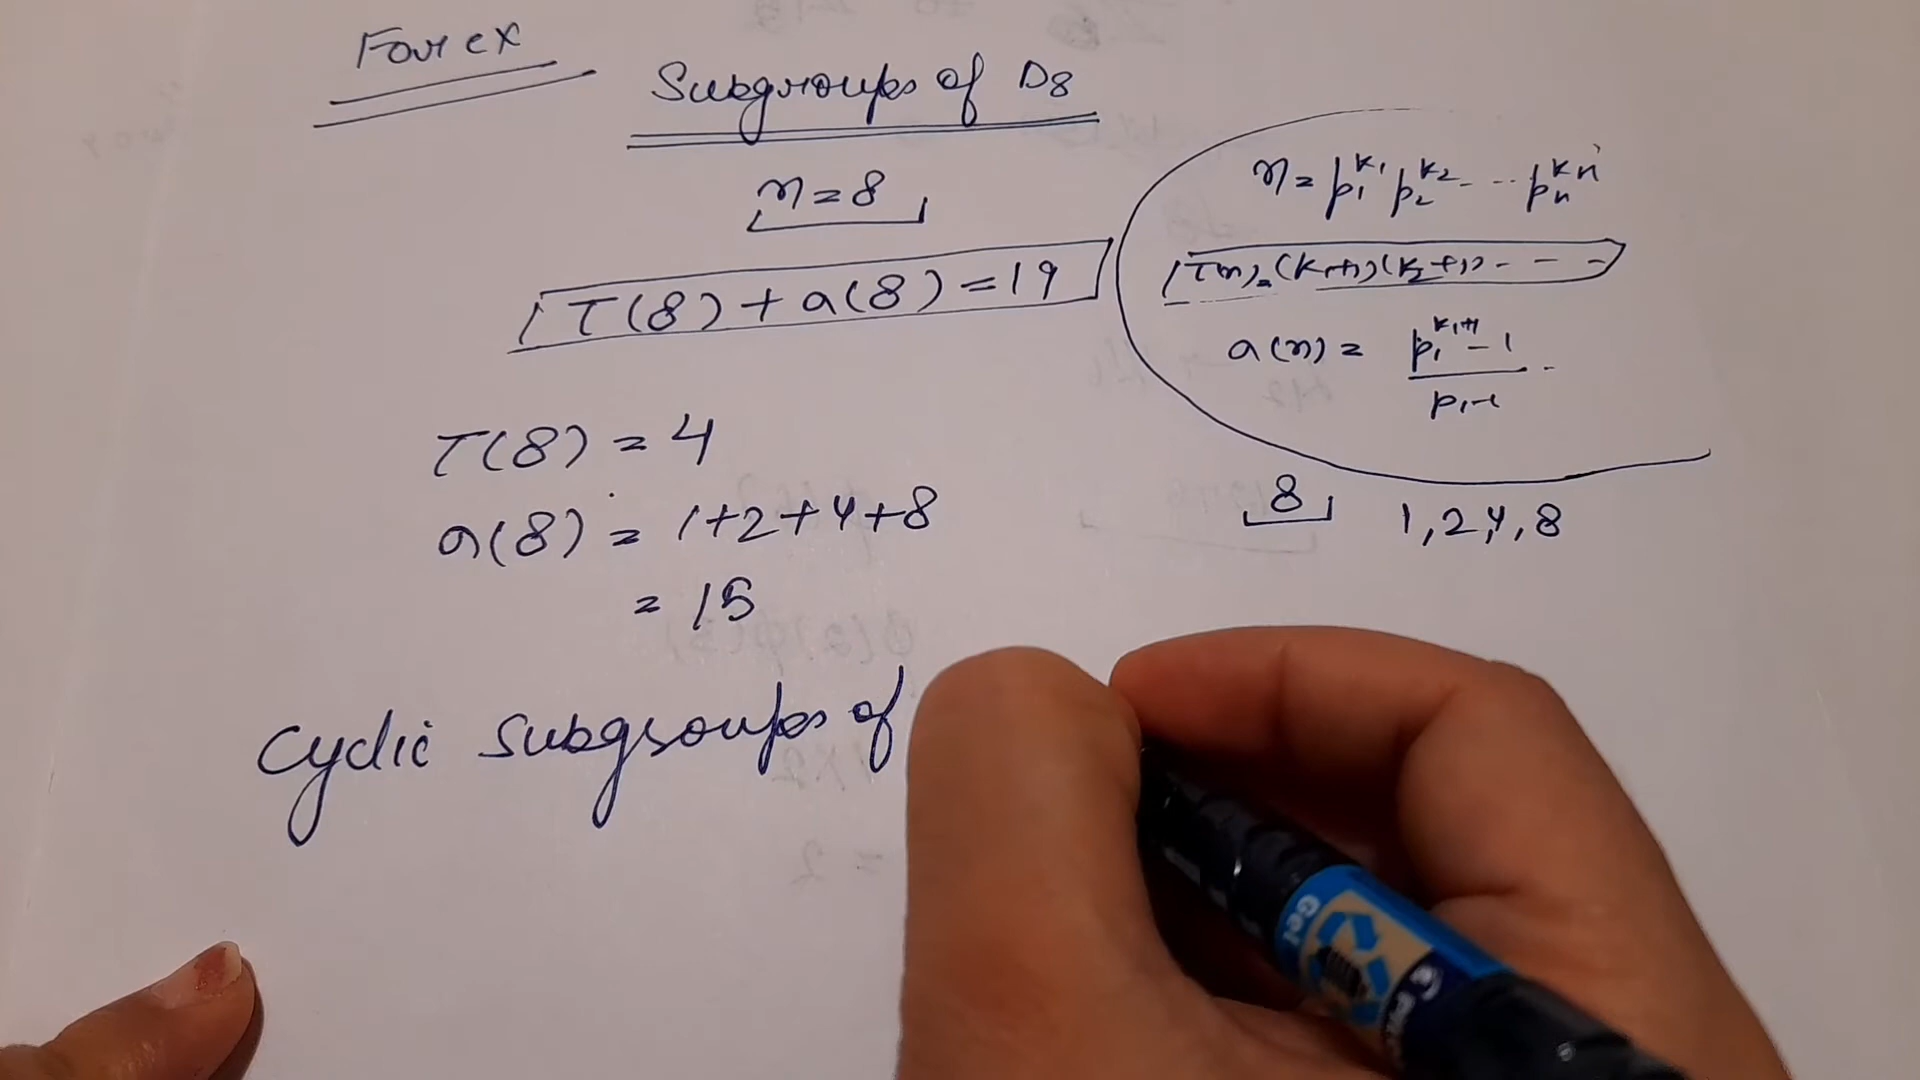 For ex
Subgroups of D8
n=8
T(8) + a(8) = 19
n = p₁^k₁ p₂^k₂ - - - pₙ^kn
T(n) = (k₁+1)(k₂+1) - - - -
a(n) = p₁^k₁+1 - 1 / p₁-1 -
T(8) = 4
a(8) = 1+2+4+8
= 15
8 1,2,4,8
Cyclic subgroups of
Gel